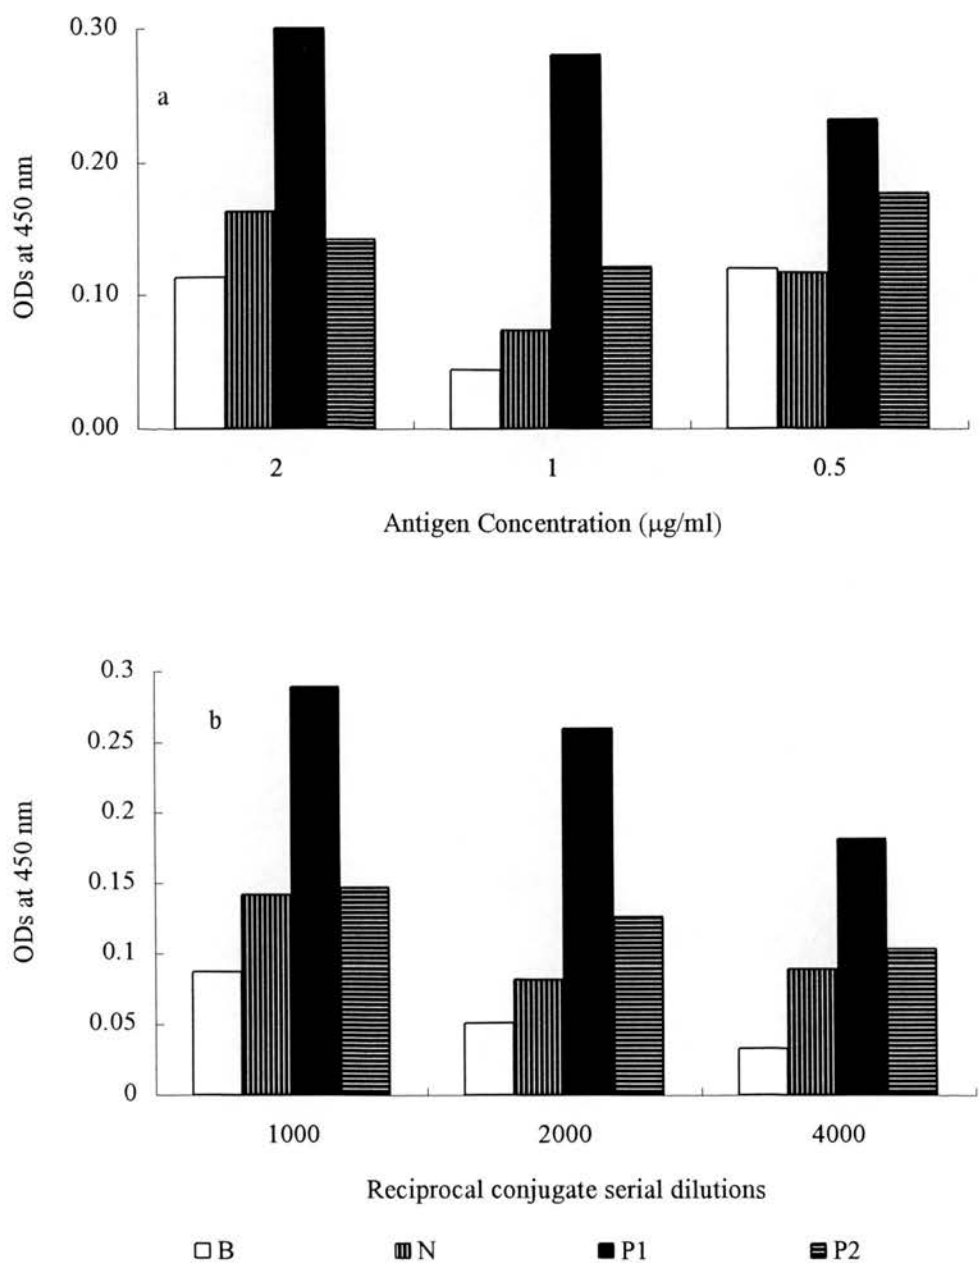 0.30
a
0.20
0.10
0.00
ODs at 450 nm
2 1 0.5
Antigen Concentration (μg/ml)
0.3
b
0.25
0.2
0.15
0.1
0.05
0
ODs at 450 nm
1000 2000 4000
Reciprocal conjugate serial dilutions
B N P1 P2